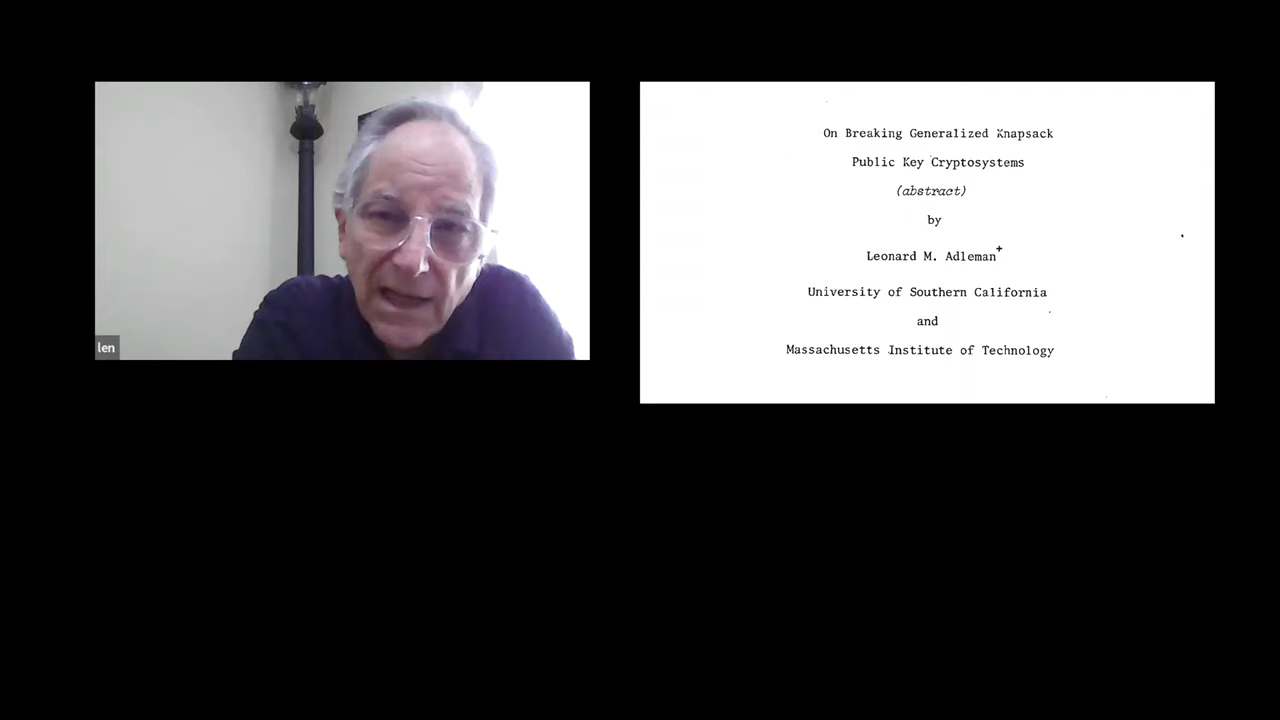 len
On Breaking Generalized Knapsack
Public Key Cryptosystems
(abstract)
by
Leonard M. Adleman+
University of Southern California
and
Massachusetts Institute of Technology